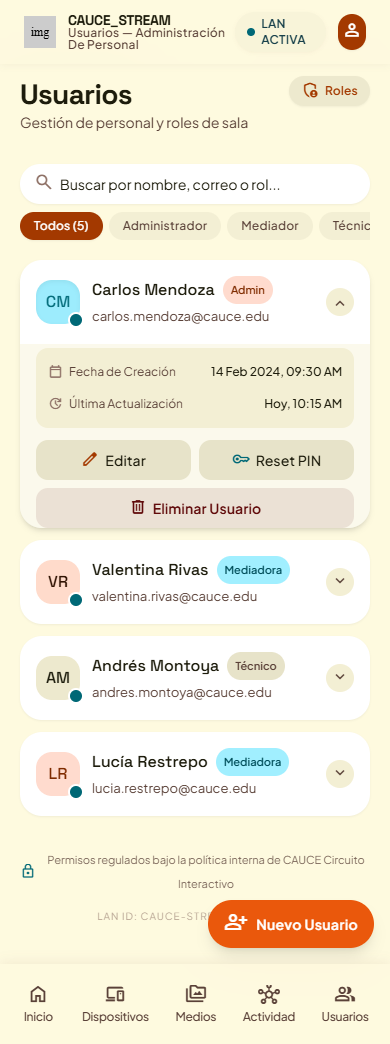 img
CAUCE_STREAM
Usuarios — Administración
De Personal
LAN
ACTIVA
Usuarios
Roles
Gestión de personal y roles de sala
Buscar por nombre, correo o rol...
Todos (5)
Administrador
Mediador
Técnic
CM
Carlos Mendoza
Admin
carlos.mendoza@cauce.edu
Fecha de Creación
14 Feb 2024, 09:30 AM
Última Actualización
Hoy, 10:15 AM
Editar
Reset PIN
Eliminar Usuario
VR
Valentina Rivas
Mediadora
valentina.rivas@cauce.edu
AM
Andrés Montoya
Técnico
andres.montoya@cauce.edu
LR
Lucía Restrepo
Mediadora
lucia.restrepo@cauce.edu
Permisos regulados bajo la política interna de CAUCE Circuito
Interactivo
LAN ID: CAUCE-STRE
Nuevo Usuario
Inicio
Dispositivos
Medios
Actividad
Usuarios